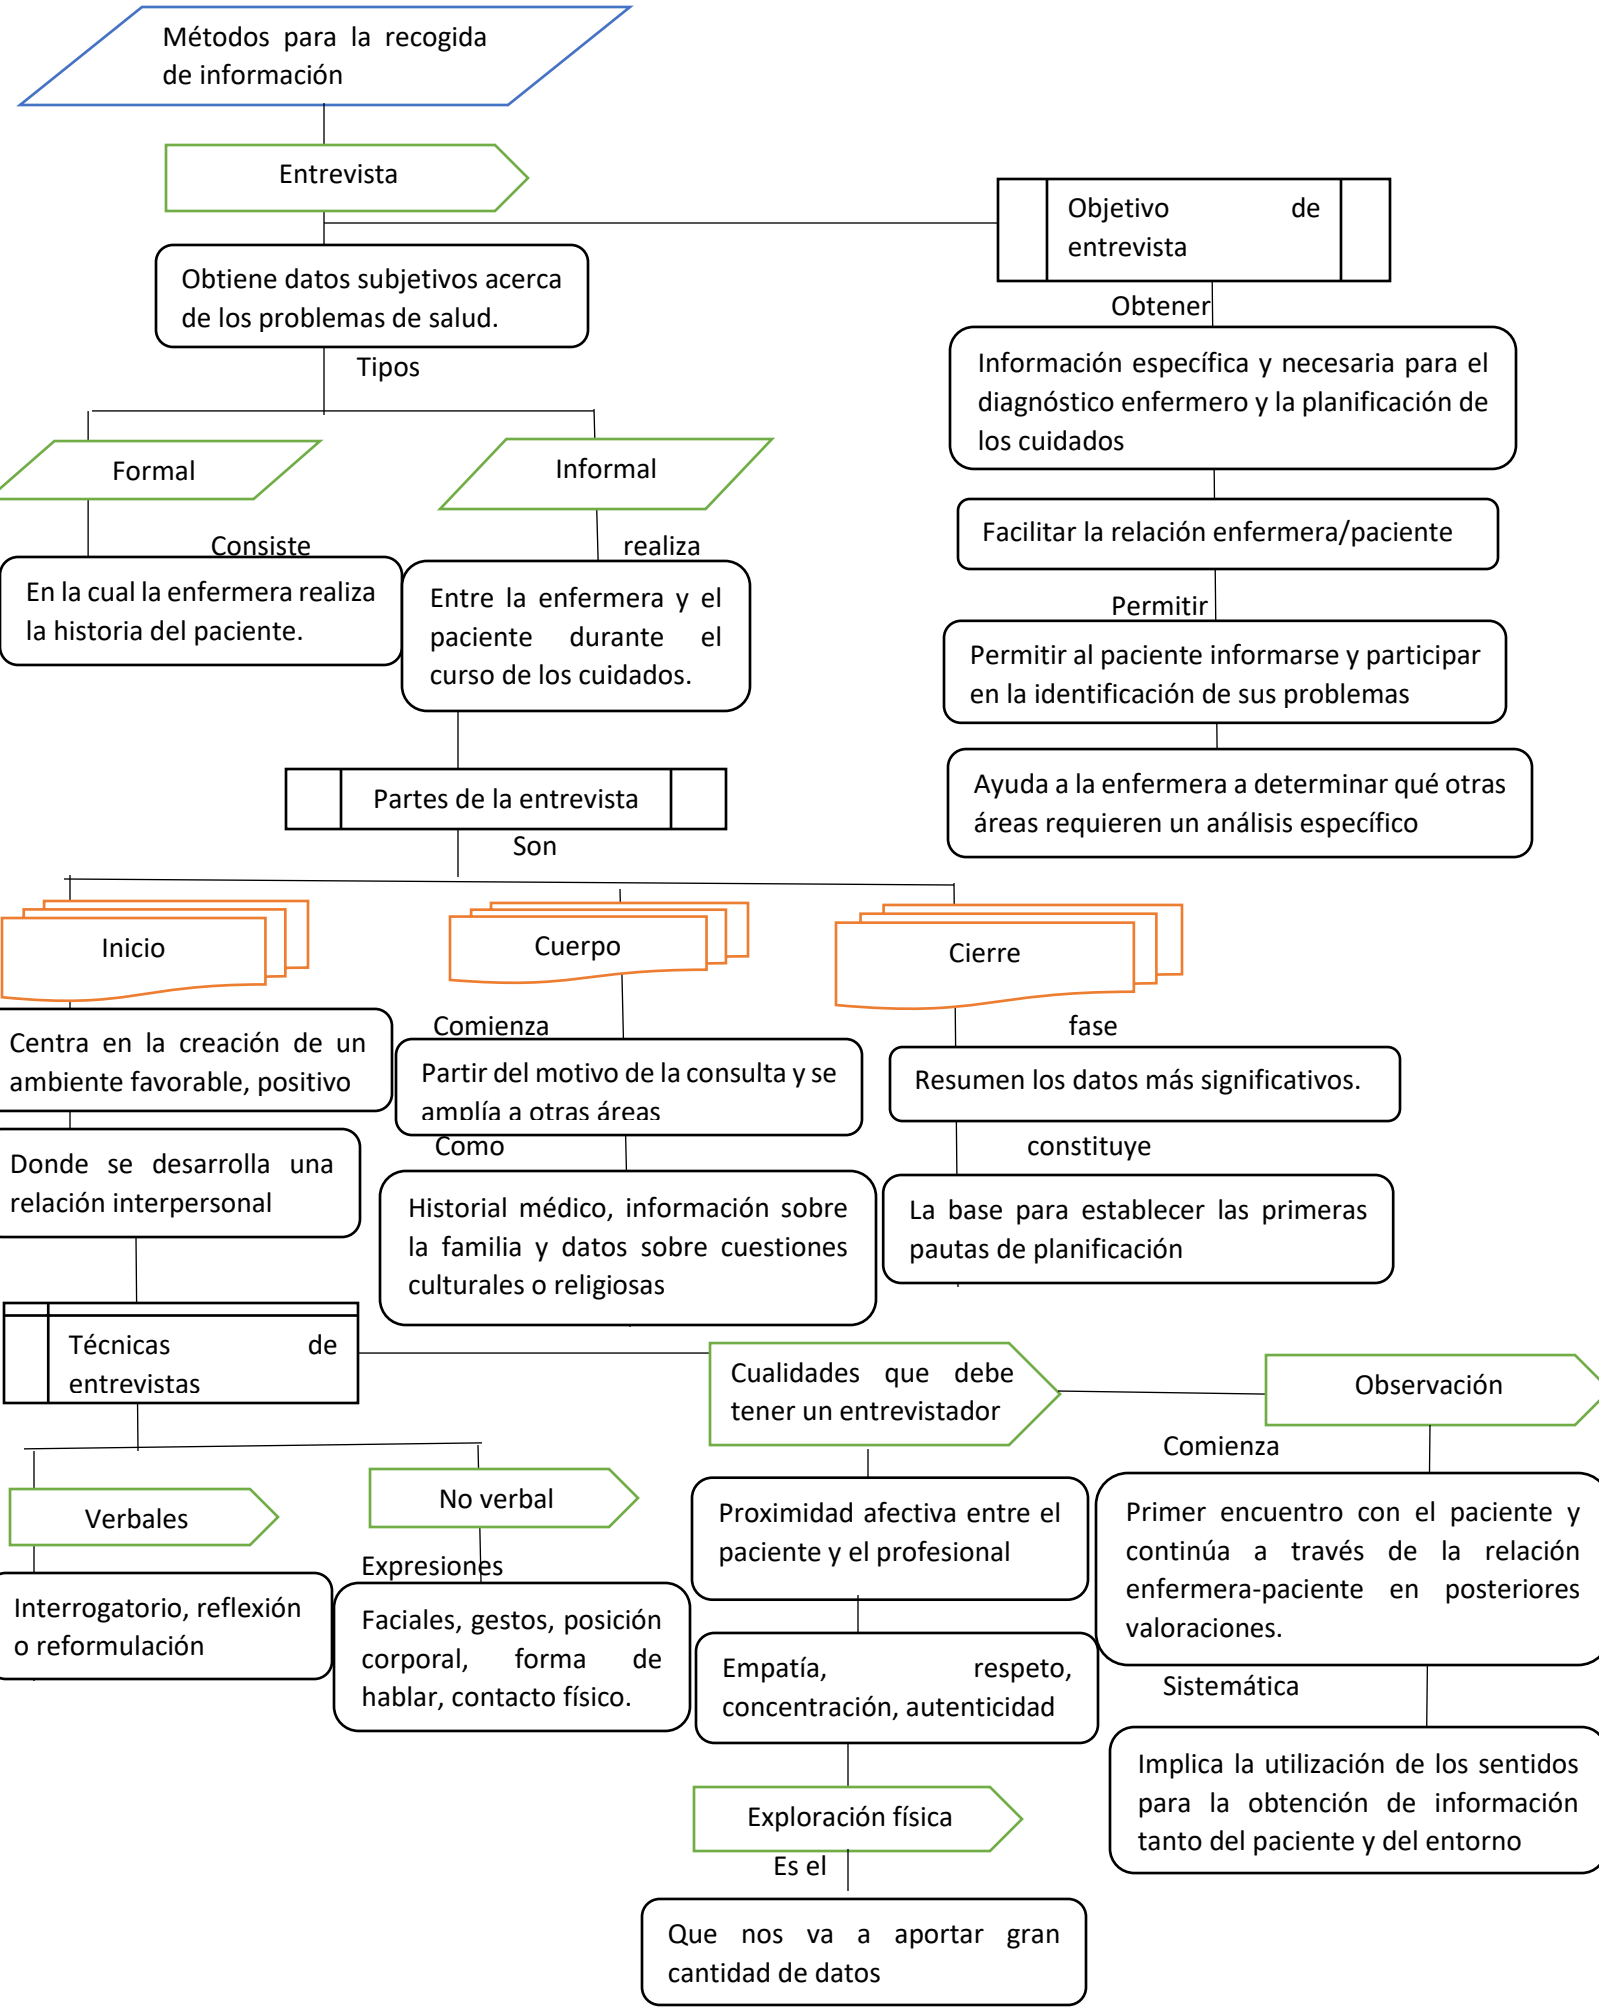 Métodos para la recogida
de información
Entrevista
Objetivo de
entrevista
Obtiene datos subjetivos acerca
de los problemas de salud.
Obtener
Información específica y necesaria para el
diagnóstico enfermero y la planificación de
los cuidados
Tipos
Formal
Informal
Facilitar la relación enfermera/paciente
Consiste
realiza
En la cual la enfermera realiza
la historia del paciente.
Entre la enfermera y el
paciente durante el
curso de los cuidados.
Permitir
Permitir al paciente informarse y participar
en la identificación de sus problemas
Ayuda a la enfermera a determinar qué otras
áreas requieren un análisis específico
Partes de la entrevista
Son
Inicio
Cuerpo
Cierre
Centra en la creación de un
ambiente favorable, positivo
Comienza
Partir del motivo de la consulta y se
amplía a otras áreas
fase
Resumen los datos más significativos.
Donde se desarrolla una
relación interpersonal
Como
Historial médico, información sobre
la familia y datos sobre cuestiones
culturales o religiosas
constituye
La base para establecer las primeras
pautas de planificación
Técnicas de
entrevistas
Cualidades que debe
tener un entrevistador
Observación
Verbales
No verbal
Comienza
Proximidad afectiva entre el
paciente y el profesional
Primer encuentro con el paciente y
continúa a través de la relación
enfermera-paciente en posteriores
valoraciones.
Interrogatorio, reflexión
o reformulación
Expresiones
Faciales, gestos, posición
corporal, forma de
hablar, contacto físico.
Empatía, respeto,
concentración, autenticidad
Sistemática
Implica la utilización de los sentidos
para la obtención de información
tanto del paciente y del entorno
Exploración física
Es el
Que nos va a aportar gran
cantidad de datos